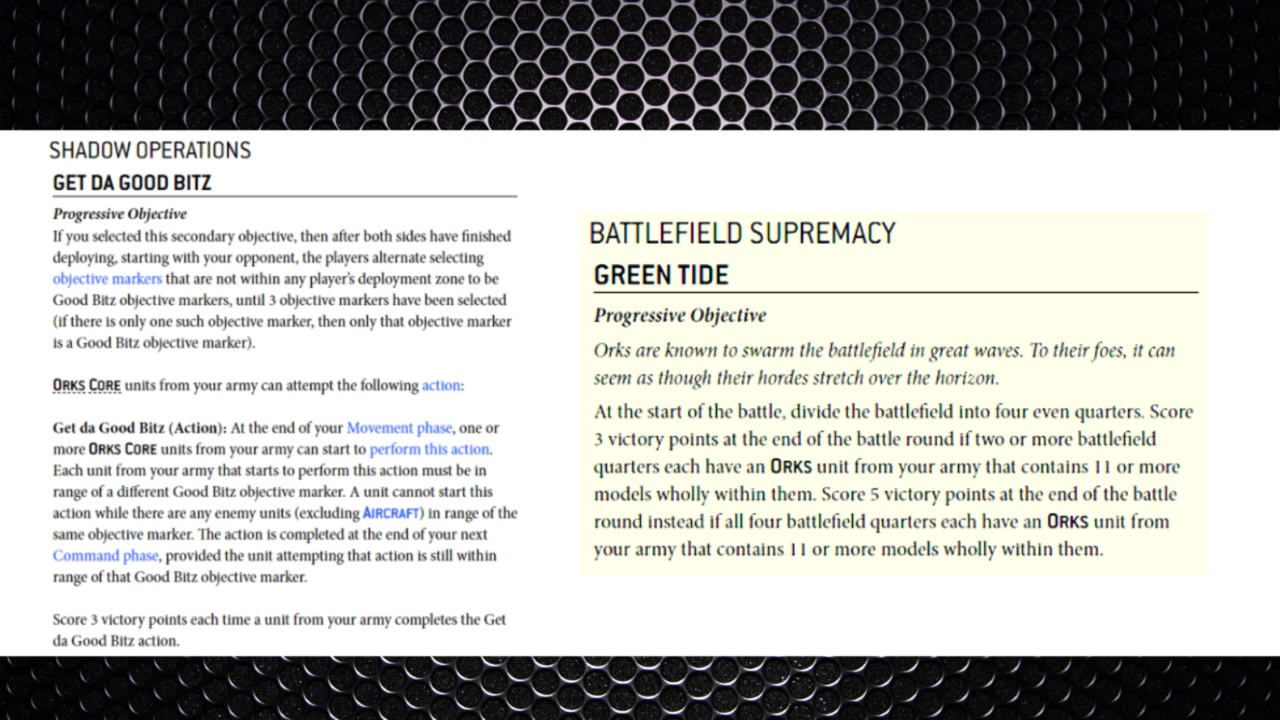 SHADOW OPERATIONS
GET DA GOOD BITZ
Progressive Objective
If you selected this secondary objective, then after both sides have finished
deploying, starting with your opponent, the players alternate selecting
objective markers that are not within any player's deployment zone to be
Good Bitz objective markers, until 3 objective markers have been selected
(if there is only one such objective marker, then only that objective marker
is a Good Bitz objective marker).
ORKS CORE units from your army can attempt the following action:
Get da Good Bitz (Action): At the end of your Movement phase, one or
more ORKS CORE units from your army can start to perform this action.
Each unit from your army that starts to perform this action must be in
range of a different Good Bitz objective marker. A unit cannot start this
action while there are any enemy units (excluding AIRCRAFT) in range of the
same objective marker. The action is completed at the end of your next
Command phase, provided the unit attempting that action is still within
range of that Good Bitz objective marker.
Score 3 victory points each time a unit from your army completes the Get
da Good Bitz action.
BATTLEFIELD SUPREMACY
GREEN TIDE
Progressive Objective
Orks are known to swarm the battlefield in great waves. To their foes, it can
seem as though their hordes stretch over the horizon.
At the start of the battle, divide the battlefield into four even quarters. Score
3 victory points at the end of the battle round if two or more battlefield
quarters each have an ORKS unit from your army that contains 11 or more
models wholly within them. Score 5 victory points at the end of the battle
round instead if all four battlefield quarters each have an ORKS unit from
your army that contains 11 or more models wholly within them.